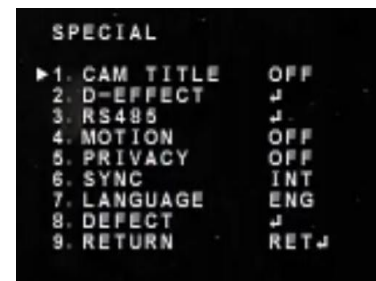 SPECIAL
►1. CAM TITLE OFF
2. D-EFFECT ↲
3. RS485 ↲
4. MOTION OFF
5. PRIVACY OFF
6. SYNC INT
7. LANGUAGE ENG
8. DEFECT ↲
9. RETURN RET↲